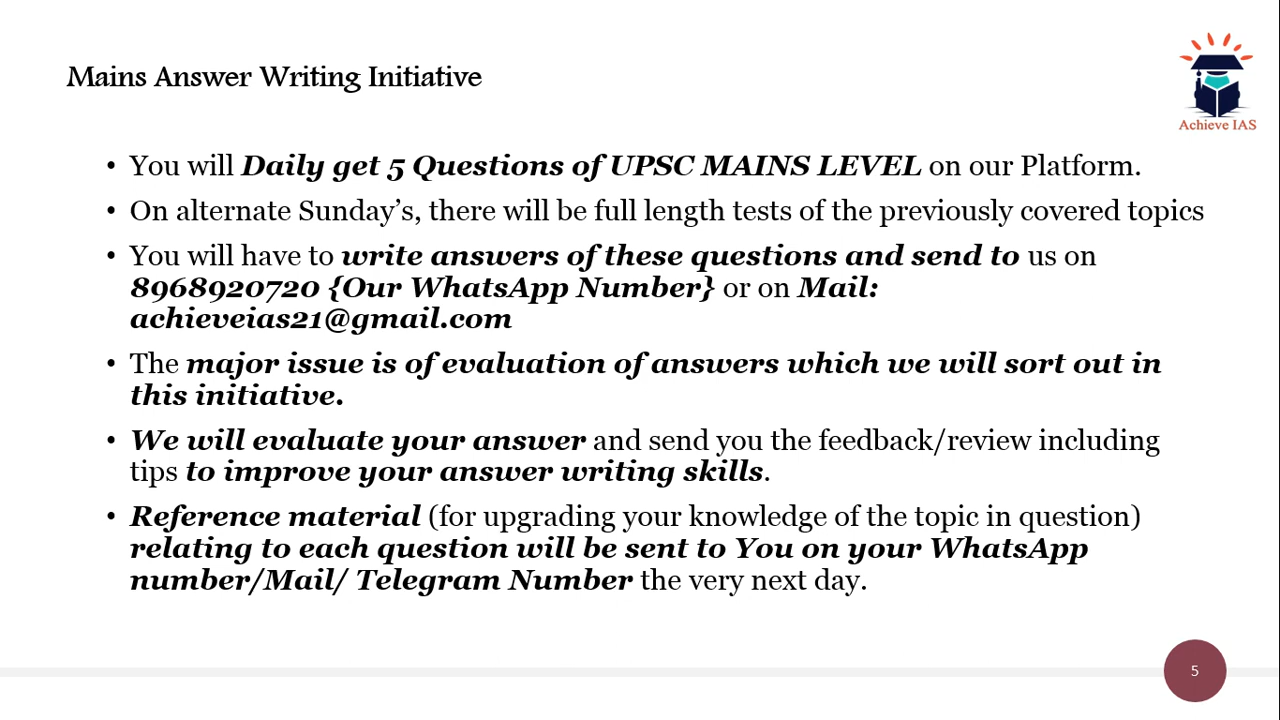 Mains Answer Writing Initiative
Achieve IAS
• You will Daily get 5 Questions of UPSC MAINS LEVEL on our Platform.
• On alternate Sunday's, there will be full length tests of the previously covered topics
• You will have to write answers of these questions and send to us on
8968920720 {Our WhatsApp Number} or on Mail:
achieveias21@gmail.com
• The major issue is of evaluation of answers which we will sort out in
this initiative.
• We will evaluate your answer and send you the feedback/review including
tips to improve your answer writing skills.
• Reference material (for upgrading your knowledge of the topic in question)
relating to each question will be sent to You on your WhatsApp
number/Mail/ Telegram Number the very next day.
5